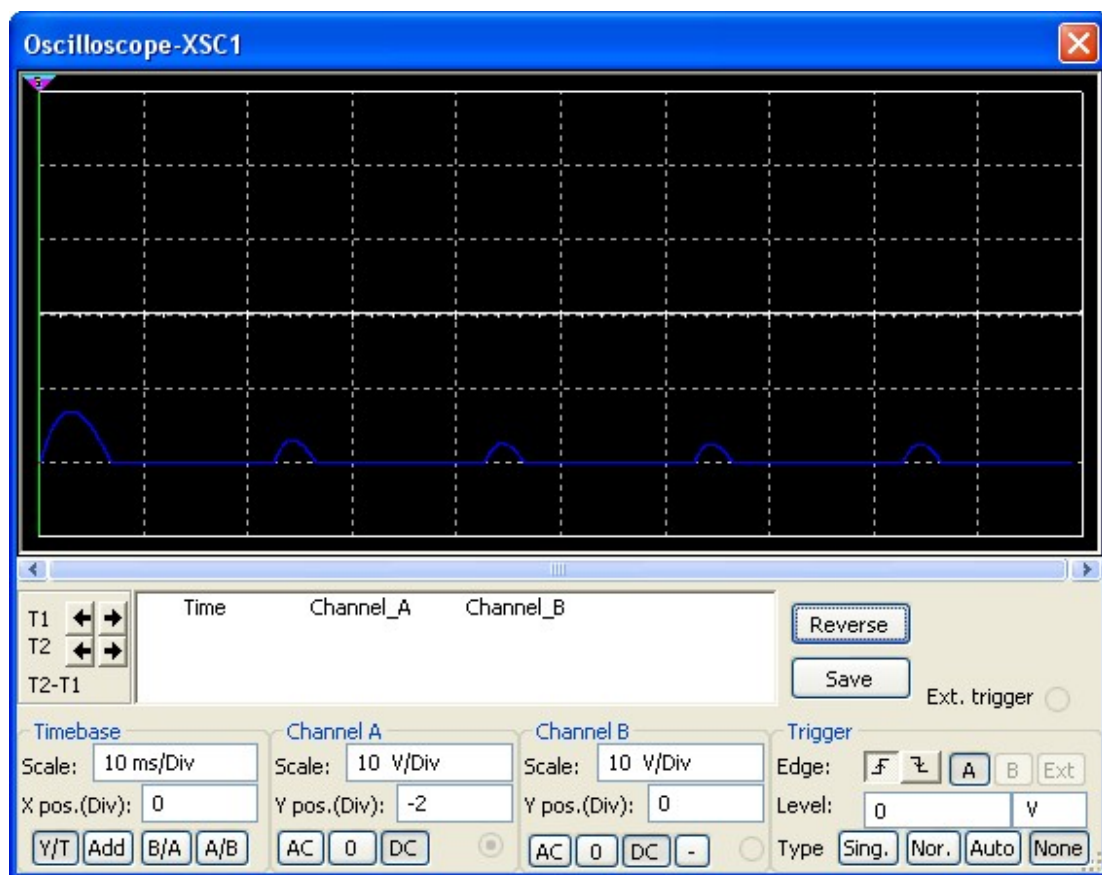 Oscilloscope-XSC1
Time Channel_A Channel_B
T1
T2
T2-T1
Reverse
Save
Ext. trigger
Timebase Channel A Channel B Trigger
Scale: 10 ms/Div Scale: 10 V/Div Scale: 10 V/Div Edge: A B Ext
X pos.(Div): 0 Y pos.(Div): -2 Y pos.(Div): 0 Level: 0 V
Y/T Add B/A A/B AC 0 DC AC 0 DC - Type Sing. Nor. Auto None